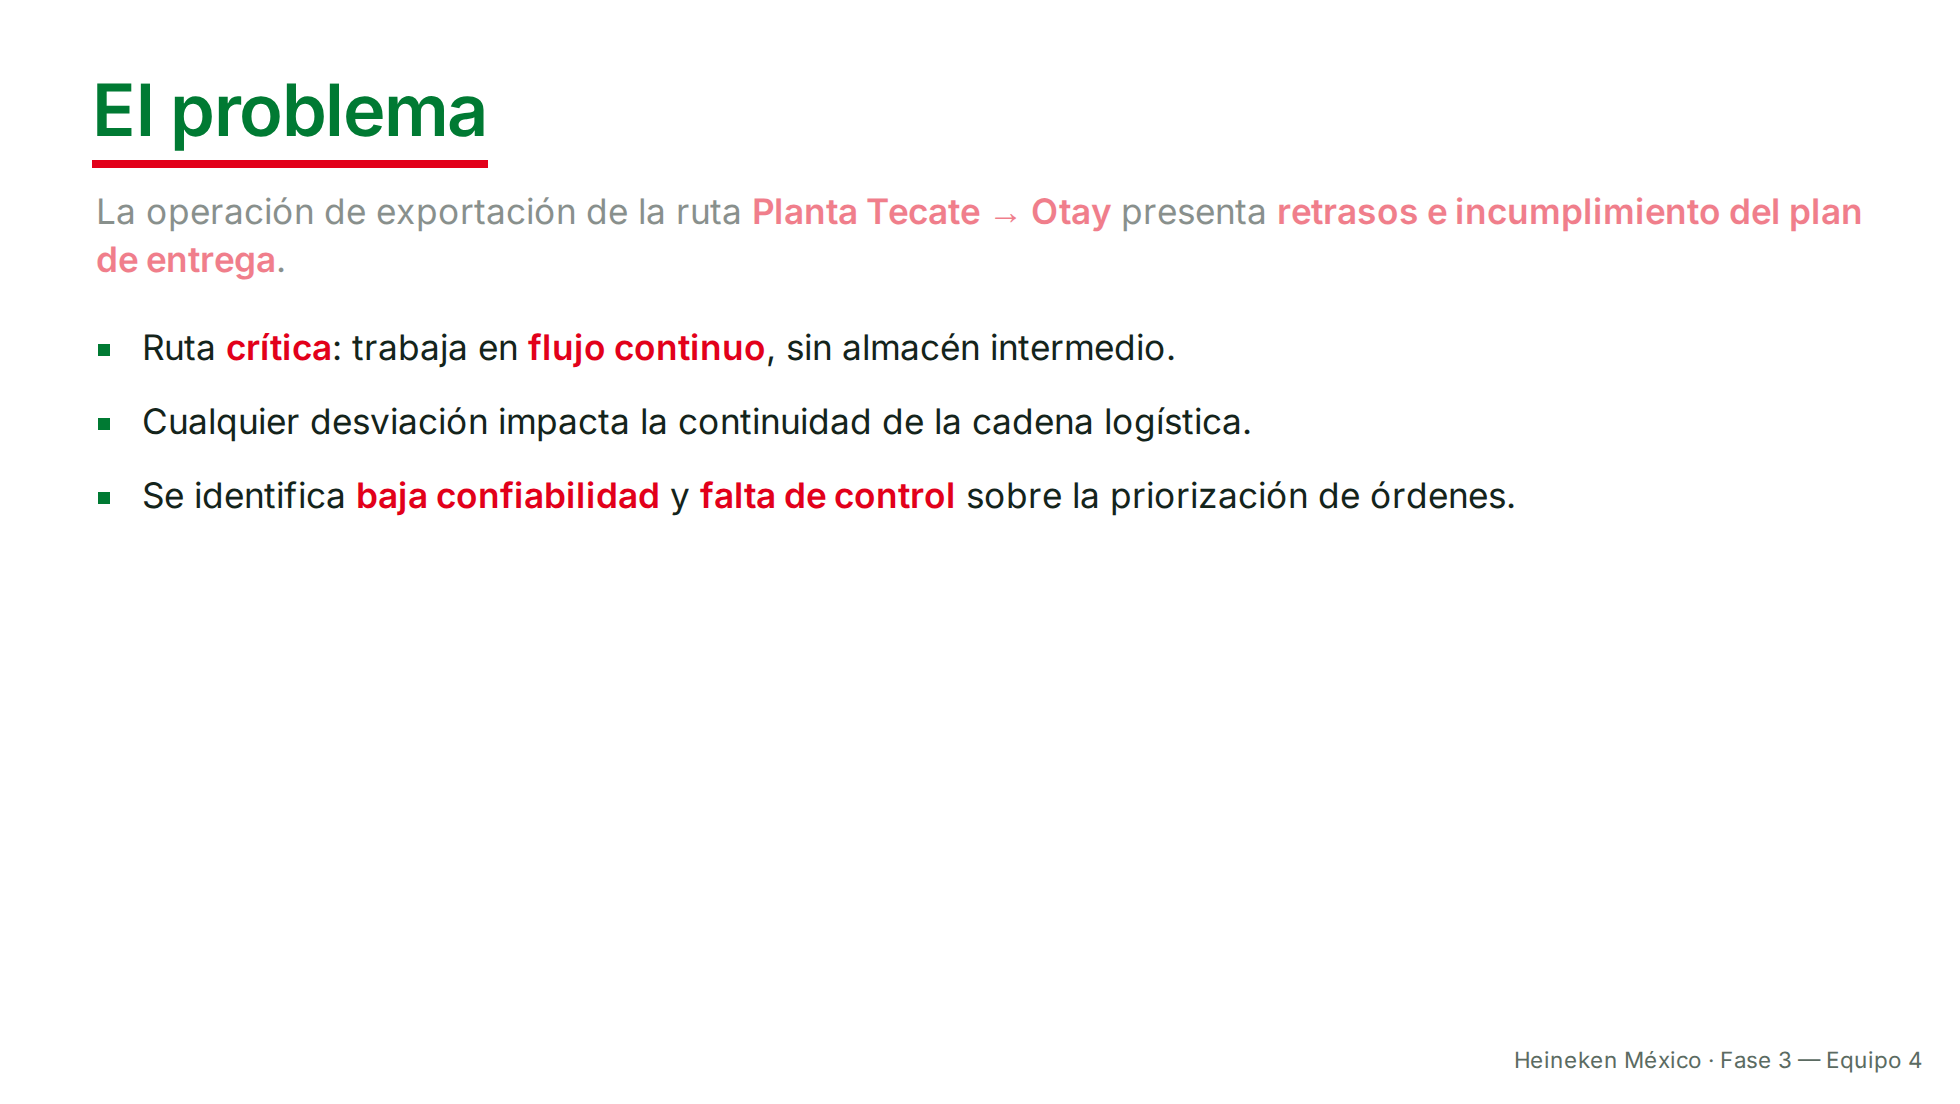 El problema
La operación de exportación de la ruta Planta Tecate → Otay presenta retrasos e incumplimiento del plan
de entrega.
▪ Ruta crítica: trabaja en flujo continuo, sin almacén intermedio.
▪ Cualquier desviación impacta la continuidad de la cadena logística.
▪ Se identifica baja confiabilidad y falta de control sobre la priorización de órdenes.
Heineken México · Fase 3 — Equipo 4